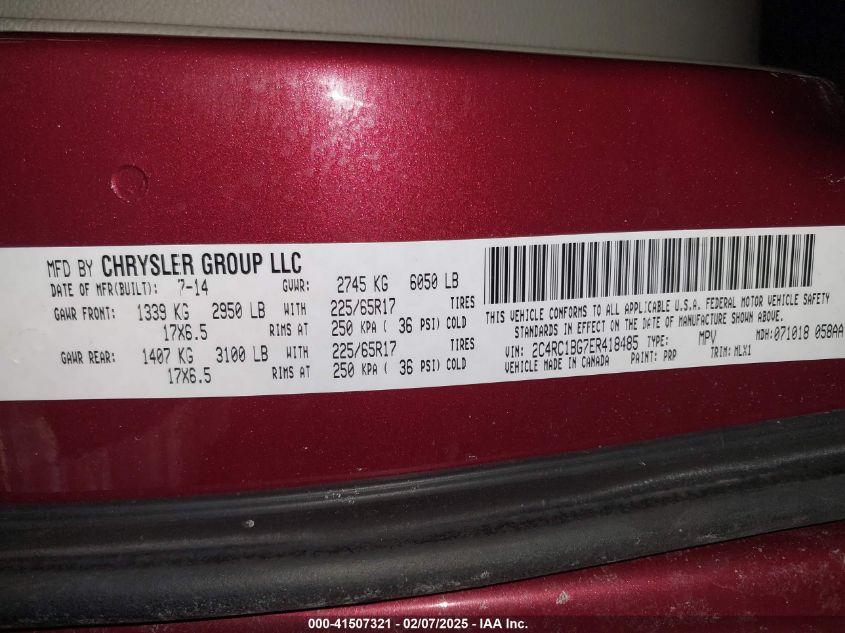 MFD BY CHRYSLER GROUP LLC
DATE OF MFR(BUILT): 7-14 GVWR: 2745 KG 6050 LB
GAWR FRONT: 1339 KG 2950 LB WITH 225/65R17 TIRES
17X6.5 RIMS AT 250 KPA ( 36 PSI) COLD
GAWR REAR: 1407 KG 3100 LB WITH 225/65R17 TIRES
17X6.5 RIMS AT 250 KPA ( 36 PSI) COLD
THIS VEHICLE CONFORMS TO ALL APPLICABLE U.S.A. FEDERAL MOTOR VEHICLE SAFETY
STANDARDS IN EFFECT ON THE DATE OF MANUFACTURE SHOWN ABOVE.
VIN: 2C4RC1BG7ER418485 TYPE: MPV MDH: 071018 058AA
VEHICLE MADE IN CANADA PAINT: PRP TRIM: MLX1
000-41507321 - 02/07/2025 - IAA Inc.